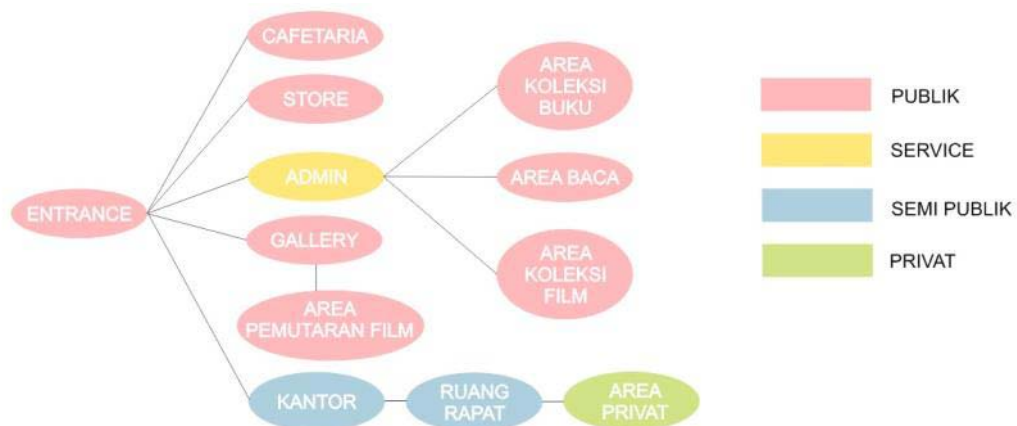 CAFETARIA
STORE
ADMIN
ENTRANCE
GALLERY
AREA
PEMUTARAN FILM
KANTOR
RUANG
RAPAT
AREA
PRIVAT
AREA
KOLEKSI
BUKU
AREA BACA
AREA
KOLEKSI
FILM
PUBLIK
SERVICE
SEMI PUBLIK
PRIVAT